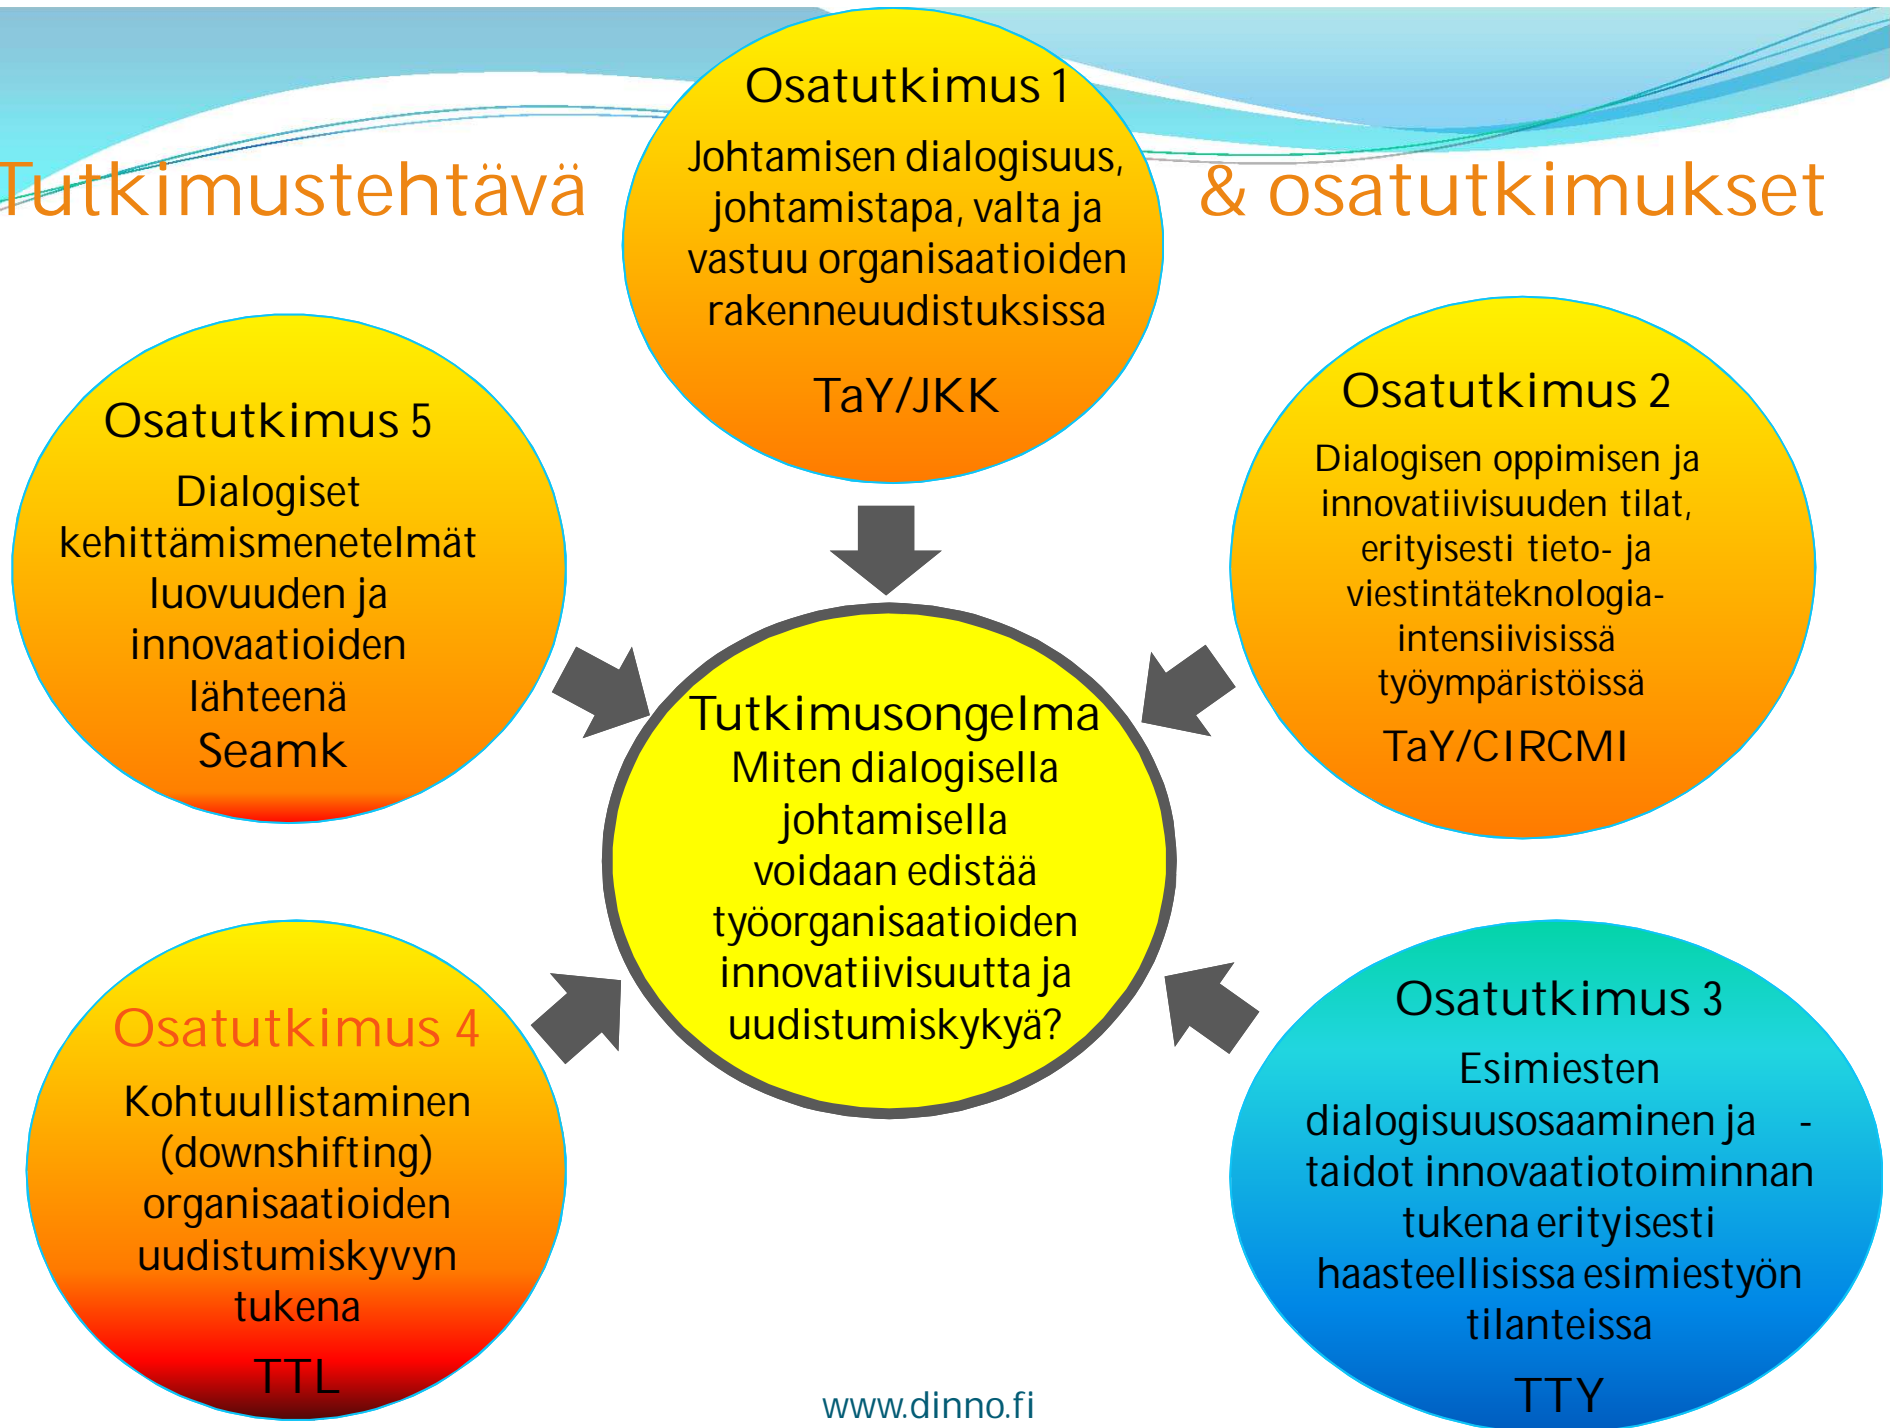 Tutkimustehtävä & osatutkimukset
Osatutkimus 1
Johtamisen dialogisuus,
johtamistapa, valta ja
vastuu organisaatioiden
rakenneuudistuksissa
TaY/JKK
Osatutkimus 2
Dialogisen oppimisen ja
innovatiivisuuden tilat,
erityisesti tieto- ja
viestintäteknologia-
intensiivisissä
työympäristöissä
TaY/CIRCMI
Osatutkimus 3
Esimiesten
dialogisuusosaaminen ja -
taidot innovaatiotoiminnan
tukena erityisesti
haasteellisissa esimiestyön
tilanteissa
TTY
Osatutkimus 4
Kohtuullistaminen
(downshifting)
organisaatioiden
uudistumiskyvyn
tukena
TTL
Osatutkimus 5
Dialogiset
kehittämismenetelmät
luovuuden ja
innovaatioiden
lähteenä
Seamk
Tutkimusongelma
Miten dialogisella
johtamisella
voidaan edistää
työorganisaatioiden
innovatiivisuutta ja
uudistumiskykyä?
www.dinno.fi